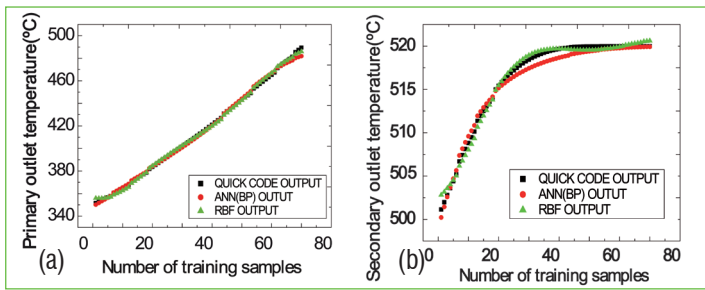 Primary outlet temperature(ºC)
500
460
420
380
340
QUICK CODE OUTPUT
ANN(BP) OUTUT
RBF OUTPUT
0 20 40 60 80
(a)
Number of training samples
Secondary outlet temperature(ºC)
520
515
510
505
500
QUICK CODE OUTPUT
ANN(BP) OUTPUT
RBF OUTPUT
0 20 40 60 80
(b)
Number of training samples